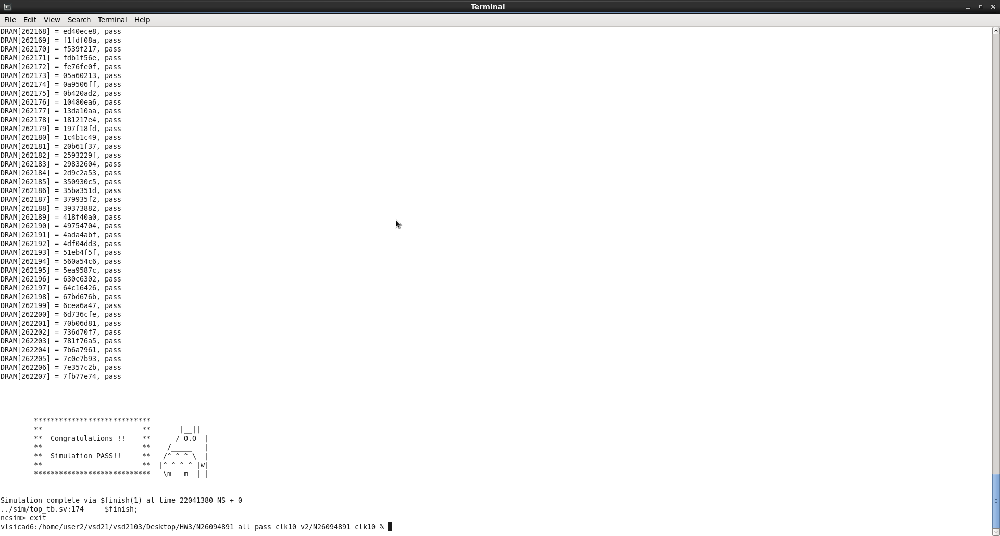 Terminal
File Edit View Search Terminal Help
DRAM[262168] = ed40ece8, pass
DRAM[262169] = f1fdf08a, pass
DRAM[262170] = f539f217, pass
DRAM[262171] = fdb1f56e, pass
DRAM[262172] = fe76fe0f, pass
DRAM[262173] = 05a60213, pass
DRAM[262174] = 0a9506ff, pass
DRAM[262175] = 0b420ad2, pass
DRAM[262176] = 10480ea6, pass
DRAM[262177] = 13da10aa, pass
DRAM[262178] = 181217e4, pass
DRAM[262179] = 197f18fd, pass
DRAM[262180] = 1c4b1c49, pass
DRAM[262181] = 20b61f37, pass
DRAM[262182] = 2593229f, pass
DRAM[262183] = 29832604, pass
DRAM[262184] = 2d9c2a53, pass
DRAM[262185] = 350930c5, pass
DRAM[262186] = 35ba351d, pass
DRAM[262187] = 379935f2, pass
DRAM[262188] = 39373882, pass
DRAM[262189] = 418f40a0, pass
DRAM[262190] = 49754704, pass
DRAM[262191] = 4ada4abf, pass
DRAM[262192] = 4df04dd3, pass
DRAM[262193] = 51eb4f5f, pass
DRAM[262194] = 560a54c6, pass
DRAM[262195] = 5ea9587c, pass
DRAM[262196] = 630c6302, pass
DRAM[262197] = 64c16426, pass
DRAM[262198] = 67bd676b, pass
DRAM[262199] = 6cea6a47, pass
DRAM[262200] = 6d736cfe, pass
DRAM[262201] = 70b06d81, pass
DRAM[262202] = 736d70f7, pass
DRAM[262203] = 781f76a5, pass
DRAM[262204] = 7b6a7961, pass
DRAM[262205] = 7c0e7b93, pass
DRAM[262206] = 7e357c2b, pass
DRAM[262207] = 7fb77e74, pass
        ****************************
        **                        **       |__||
        **  Congratulations !!    **      / O.O  |
        **                        **    /_____   |
        **  Simulation PASS!!     **   /^ ^ ^ \  |
        **                        **  |^ ^ ^ ^ |w|
        ****************************   \m___m__|_|
Simulation complete via $finish(1) at time 22041380 NS + 0
../sim/top_tb.sv:174     $finish;
ncsim> exit
vlsicad6:/home/user2/vsd21/vsd2103/Desktop/HW3/N26094891_all_pass_clk10_v2/N26094891_clk10 %